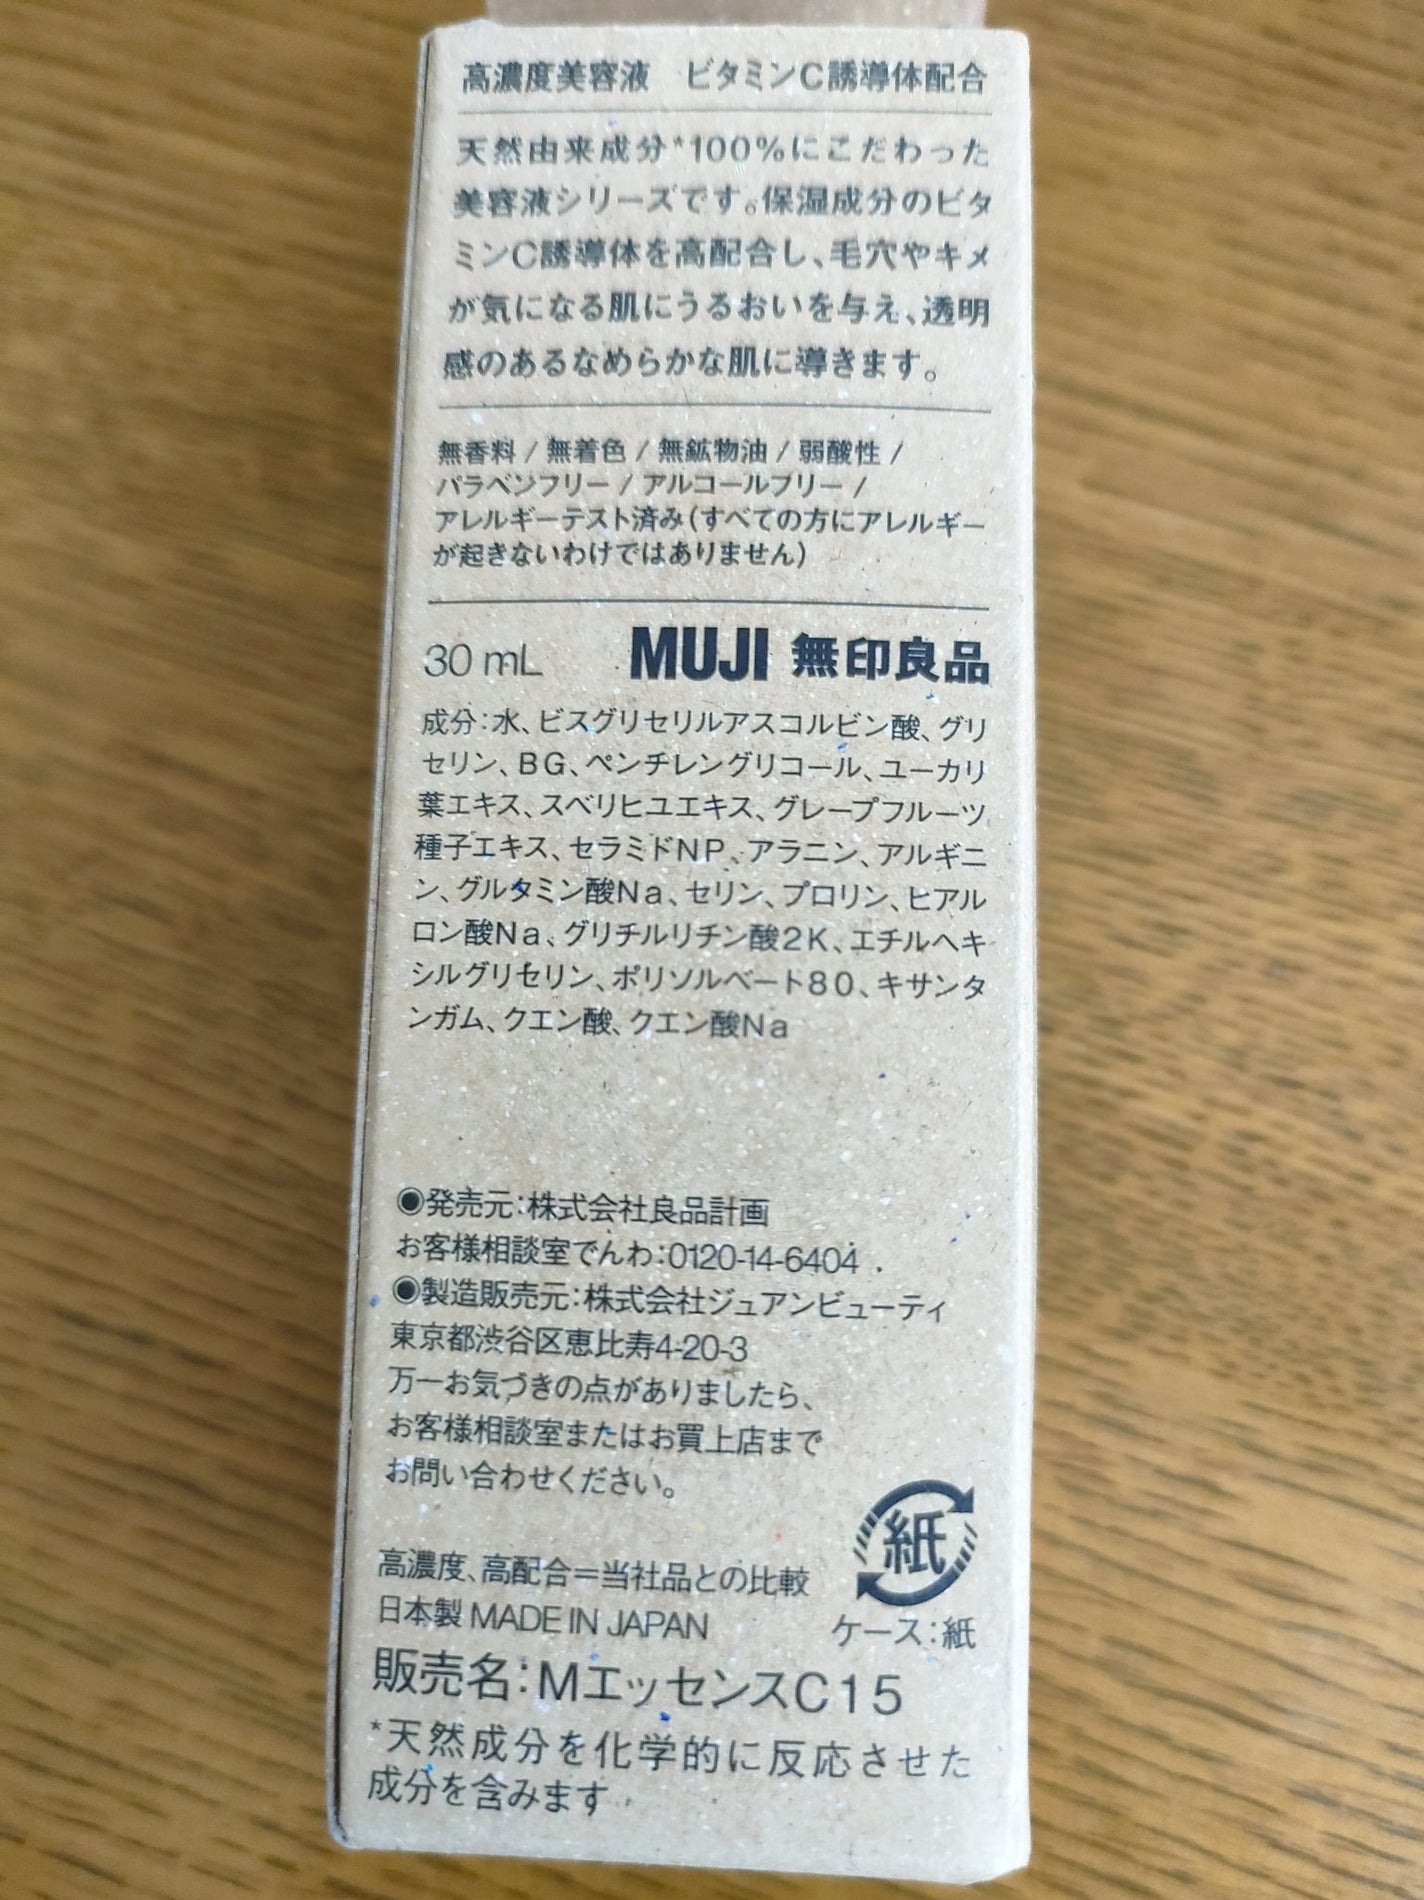 高濃度美容液　ビタミンC誘導体配合
天然由来成分*100%にこだわった
美容液シリーズです。保湿成分のビタ
ミンC誘導体を高配合し、毛穴やキメ
が気になる肌にうるおいを与え、透明
感のあるなめらかな肌に導きます。
無香料 / 無着色 / 無鉱物油 / 弱酸性 /
パラベンフリー / アルコールフリー /
アレルギーテスト済み(すべての方にアレルギー
が起きないわけではありません)
30 mL　MUJI 無印良品
成分:水、ビスグリセリルアスコルビン酸、グリ
セリン、BG、ペンチレングリコール、ユーカリ
葉エキス、スベリヒユエキス、グレープフルーツ
種子エキス、セラミドNP、アラニン、アルギニ
ン、グルタミン酸Na、セリン、プロリン、ヒアル
ロン酸Na、グリチルリチン酸2K、エチルヘキ
シルグリセリン、ポリソルベート80、キサンタ
ンガム、クエン酸、クエン酸Na
◉発売元:株式会社良品計画
お客様相談室でんわ:0120-14-6404
◉製造販売元:株式会社ジュアンビューティ
東京都渋谷区恵比寿4-20-3
万一お気づきの点がありましたら、
お客様相談室またはお買上店まで
お問い合わせください。
紙
高濃度、高配合=当社品との比較
日本製 MADE IN JAPAN
ケース:紙
販売名:MエッセンスC15
*天然成分を化学的に反応させた
成分を含みます